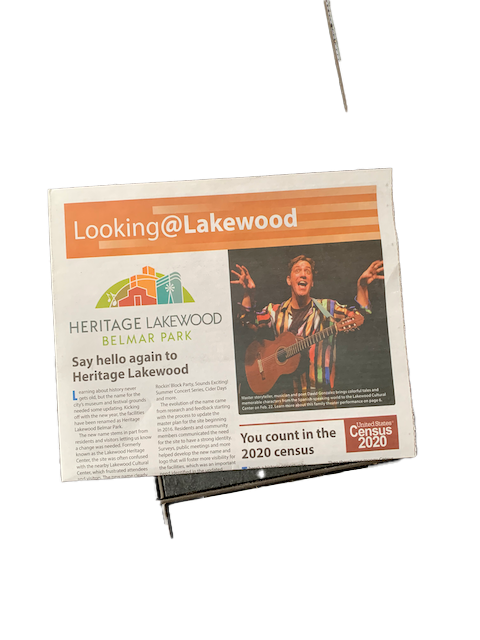 Looking@Lakewood
HERITAGE LAKEWOOD
BELMAR PARK
Say hello again to
Heritage Lakewood
Learning about history never
gets old, but the name for the
city's museum and festival grounds
needed some updating. Kicking
off with the new year, the facilities
have been renamed as Heritage
Lakewood Belmar Park.
The new name stems in part from
residents and visitors letting us know
a change was needed. Formerly
known as the Lakewood Heritage
Center, the site was often confused
with the nearby Lakewood Cultural
Center, which frustrated attendees
Rockin' Block Party, Sounds Exciting!
Summer Concert Series, Cider Days
and more.
The evolution of the name came
from research and feedback starting
with the process to update the
master plan for the site beginning
in 2016. Residents and community
members communicated the need
for the site to have a strong identity.
Surveys, public meetings and more
helped develop the new name and
logo that will foster more visibility for
the facilities, which was an important
Master storyteller, musician and poet David Gonzales brings colorful tales and
memorable characters from the Spanish-speaking world to the Lakewood Cultural
Center on Feb. 22. Learn more about this family theater performance on page 6.
You count in the
2020 census
United States
Census
2020